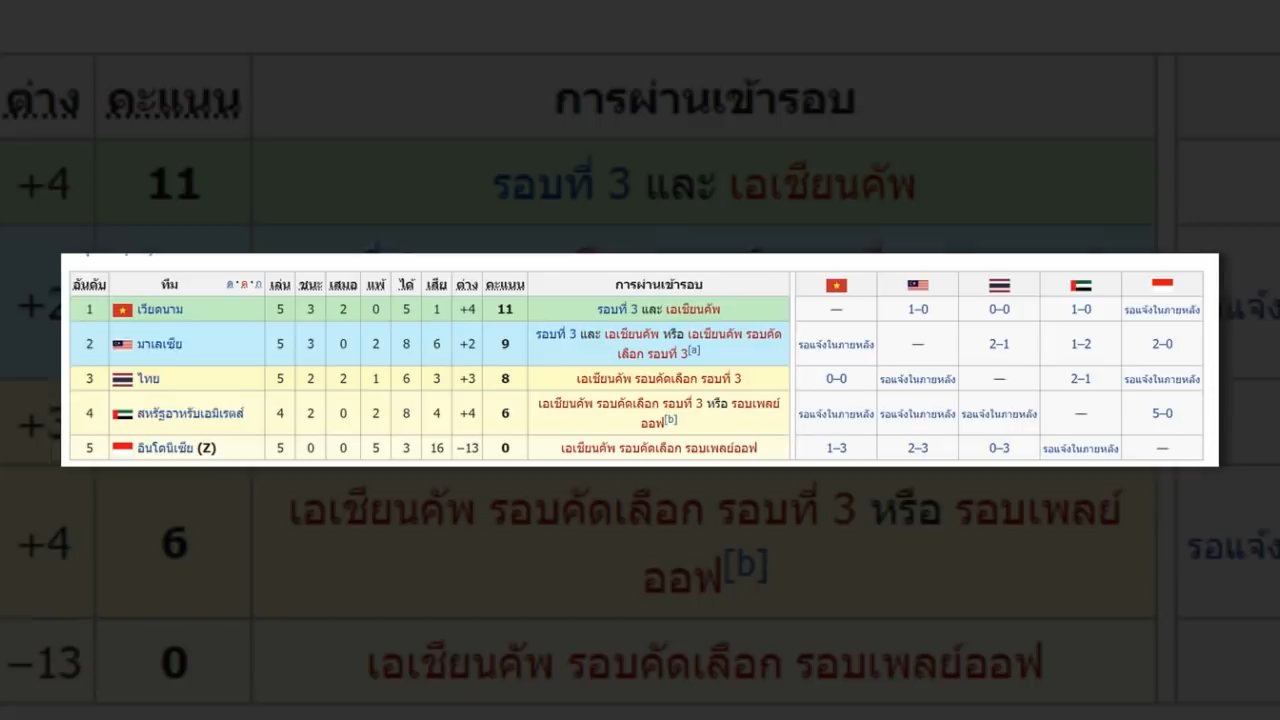 ต่าง คะแนน การผ่านเข้ารอบ
+4 11 รอบที่ 3 และ เอเชียนคัพ
อันดับ ทีม ด · ค · ก เล่น ชนะ เสมอ แพ้ ได้ เสีย ต่าง คะแนน การผ่านเข้ารอบ
1 เวียดนาม 5 3 2 0 5 1 +4 11 รอบที่ 3 และ เอเชียนคัพ — 1–0 0–0 1–0 รอแจ้งในภายหลัง
2 มาเลเซีย 5 3 0 2 8 6 +2 9 รอบที่ 3 และ เอเชียนคัพ หรือ เอเชียนคัพ รอบคัด
เลือก รอบที่ 3[a] รอแจ้งในภายหลัง — 2–1 1–2 2–0
3 ไทย 5 2 2 1 6 3 +3 8 เอเชียนคัพ รอบคัดเลือก รอบที่ 3 0–0 รอแจ้งในภายหลัง — 2–1 รอแจ้งในภายหลัง
4 สหรัฐอาหรับเอมิเรตส์ 4 2 0 2 8 4 +4 6 เอเชียนคัพ รอบคัดเลือก รอบที่ 3 หรือ รอบเพลย์
ออฟ[b] รอแจ้งในภายหลัง รอแจ้งในภายหลัง รอแจ้งในภายหลัง — 5–0
5 อินโดนีเซีย (Z) 5 0 0 5 3 16 −13 0 เอเชียนคัพ รอบคัดเลือก รอบเพลย์ออฟ 1–3 2–3 0–3 รอแจ้งในภายหลัง —
+4 6 เอเชียนคัพ รอบคัดเลือก รอบที่ 3 หรือ รอบเพลย์
ออฟ[b] รอแจ้ง
−13 0 เอเชียนคัพ รอบคัดเลือก รอบเพลย์ออฟ